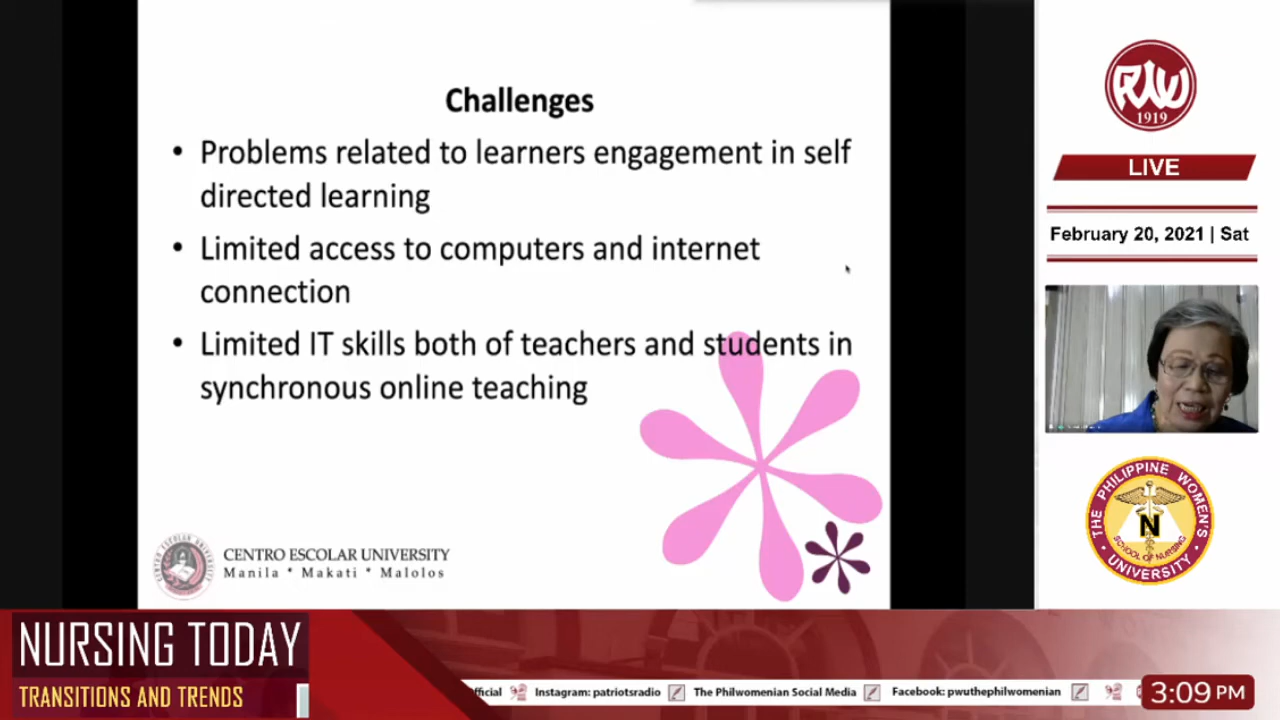 Challenges
• Problems related to learners engagement in self
directed learning
• Limited access to computers and internet
connection
• Limited IT skills both of teachers and students in
synchronous online teaching
CENTRO ESCOLAR UNIVERSITY
Manila * Makati * Malolos
PWU
1919
LIVE
February 20, 2021 | Sat
THE PHILIPPINE WOMEN'S
UNIVERSITY
N
SCHOOL OF NURSING
NURSING TODAY
TRANSITIONS AND TRENDS
fficial Instagram: patriotsradio The Philwomenian Social Media Facebook: pwuthephilwomenian
3:09 PM